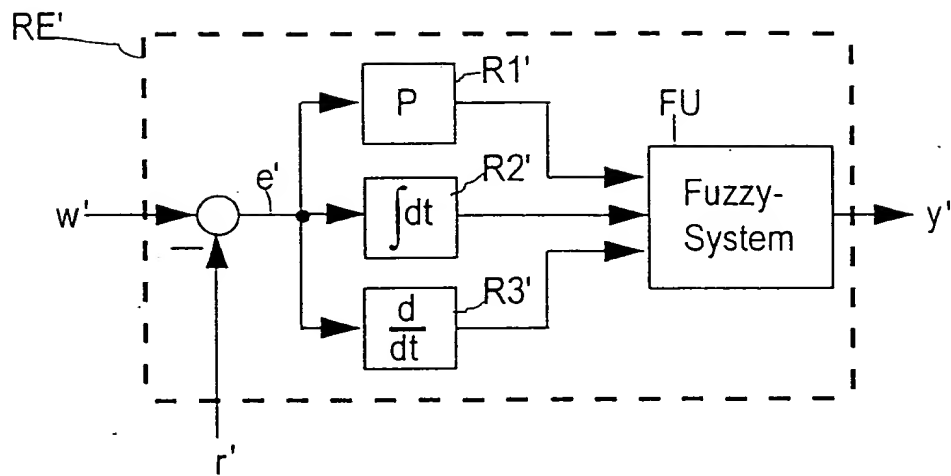 RE'
R1'
P
FU
e'
R2'
w'
∫dt
Fuzzy-
System
y'
—
R3'
d
dt
r'